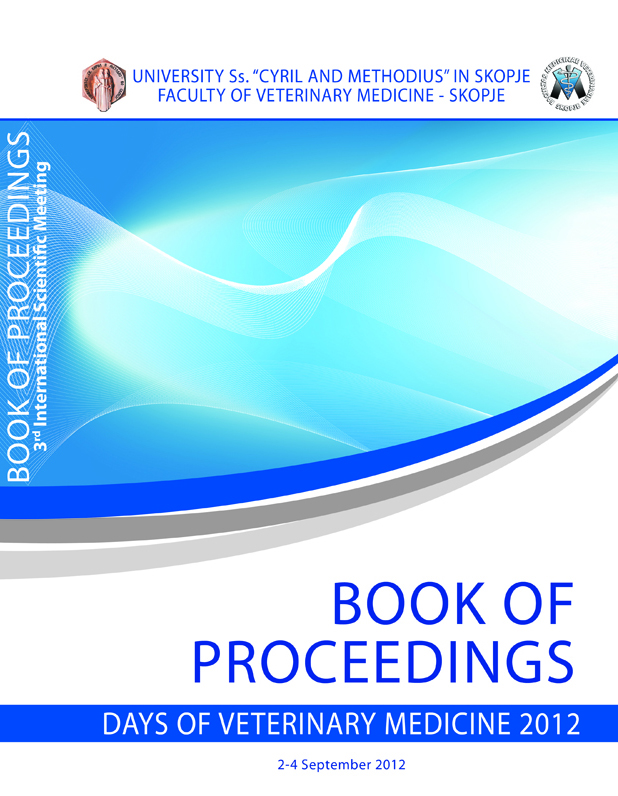 UNIVERSITY Ss. “CYRIL AND METHODIUS” IN SKOPJE
FACULTY OF VETERINARY MEDICINE - SKOPJE
BOOK OF PROCEEDINGS
3rd International Scientific Meeting
BOOK OF
PROCEEDINGS
DAYS OF VETERINARY MEDICINE 2012
2-4 September 2012